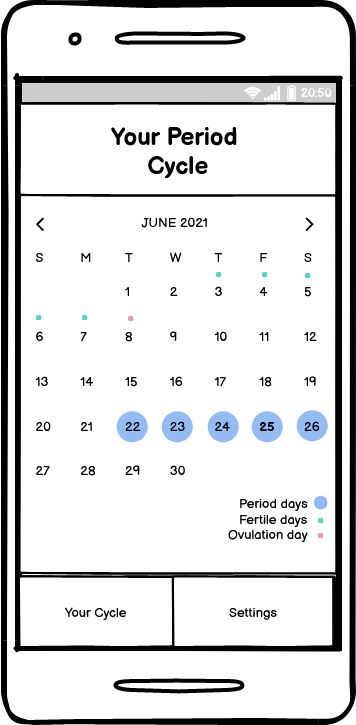 20:50
Your Period
Cycle
JUNE 2021
S M T W T F S
1 2 3 4 5
6 7 8 9 10 11 12
13 14 15 16 17 18 19
20 21 22 23 24 25 26
27 28 29 30
Period days
Fertile days
Ovulation day
Your Cycle Settings